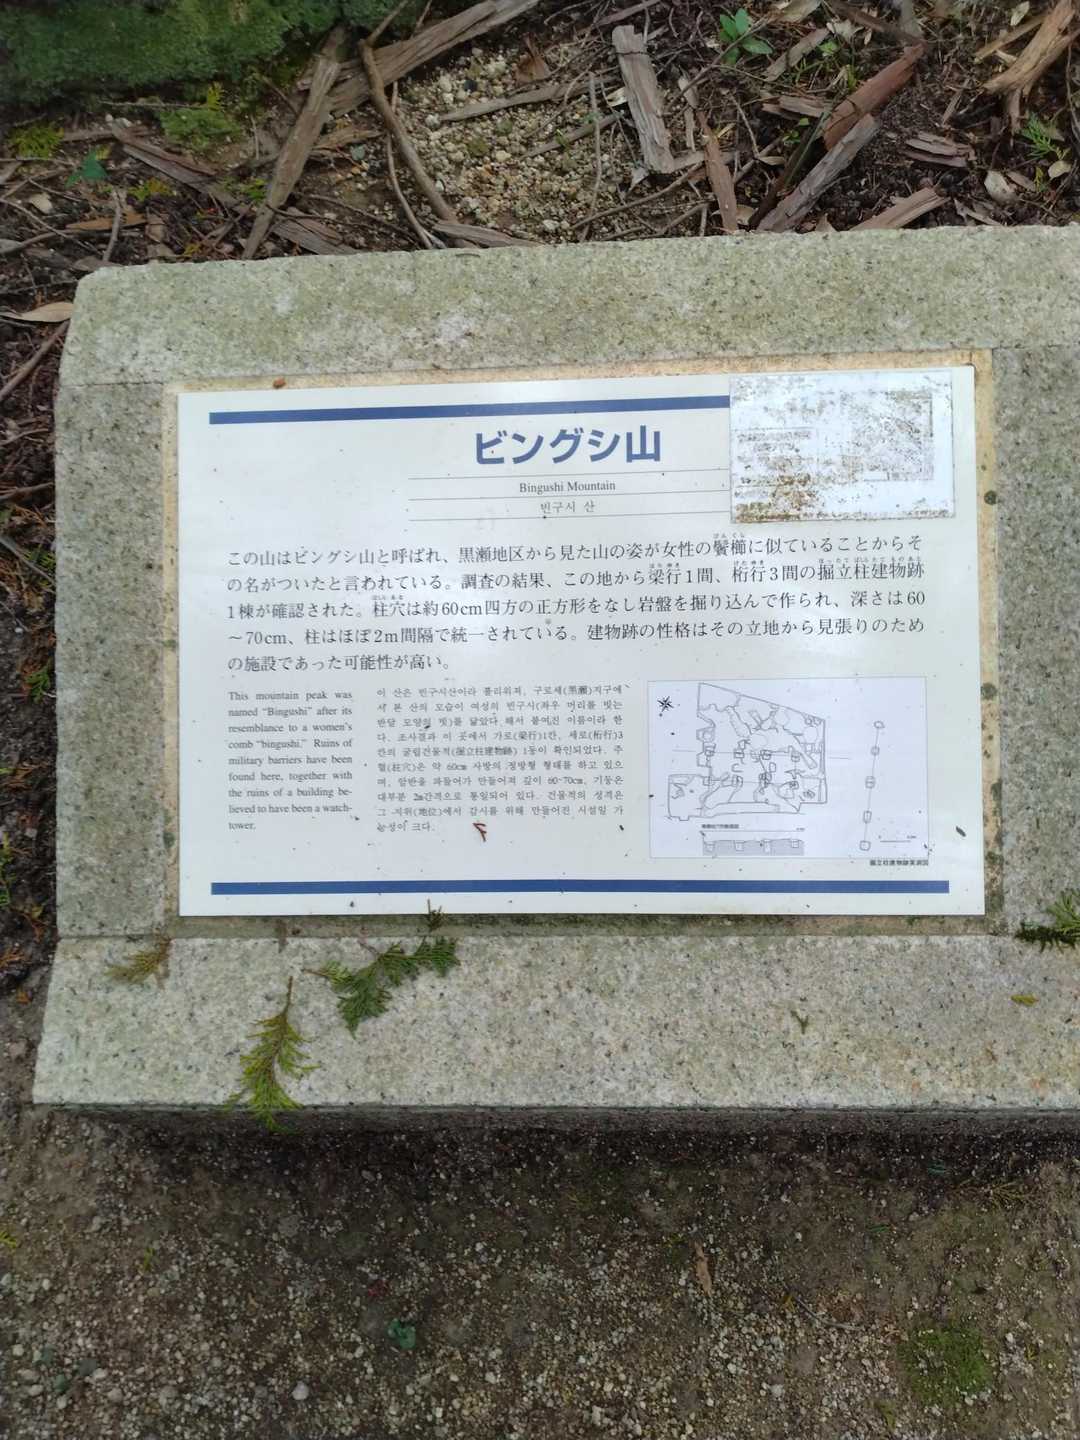 ビングシ山
Bingushi Mountain
빈구시 산
この山はビングシ山と呼ばれ、黒瀬地区から見た山の姿が女性の鬢櫛に似ていることからそ
の名がついたと言われている。調査の結果、この地から梁行1間、桁行3間の掘立柱建物跡
1棟が確認された。柱穴は約60cm四方の正方形をなし岩盤を掘り込んで作られ、深さは60
～70cm、柱はほぼ2m間隔で統一されている。建物跡の性格はその立地から見張りのため
の施設であった可能性が高い。
This mountain peak was
named "Bingushi" after its
resemblance to a women's
comb "bingushi." Ruins of
military barriers have been
found here, together with
the ruins of a building be-
lieved to have been a watch-
tower.
이 산은 빈구시산이라 불리워져, 구로세(黒瀬)지구에
서 본 산의 모습이 여성의 빈구시(좌우 머리를 빗는
반달 모양의 빗)를 닮았다 해서 붙여진 이름이라 한
다. 조사결과 이 곳에서 가로(梁行)1칸, 세로(桁行)3
칸의 굴립건물적(掘立柱建物跡) 1동이 확인되었다. 주
혈(柱穴)은 약 60cm 사방의 정방형 형태를 하고 있으
며, 암반을 파들어가 만들어져 깊이 60~70cm, 기둥은
대부분 2m간격으로 통일되어 있다. 건물적의 성격은
그 지위(地位)에서 감시를 위해 만들어진 시설일 가
능성이 크다.
掘立柱建物跡実測図